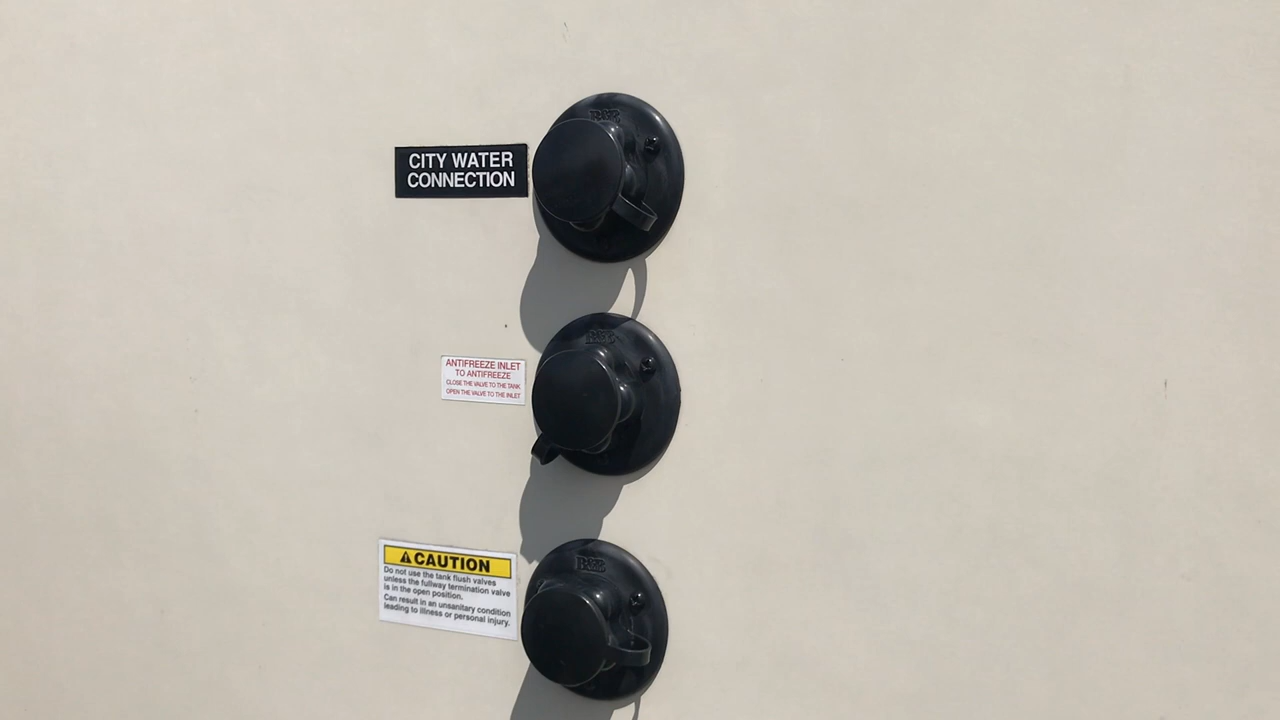 CITY WATER
CONNECTION
ANTIFREEZE INLET
TO ANTIFREEZE
CLOSE THE VALVE TO THE TANK
OPEN THE VALVE TO THE INLET
CAUTION
Do not use the tank flush valves
unless the fullway termination valve
is in the open position.
Can result in an unsanitary condition
leading to illness or personal injury.